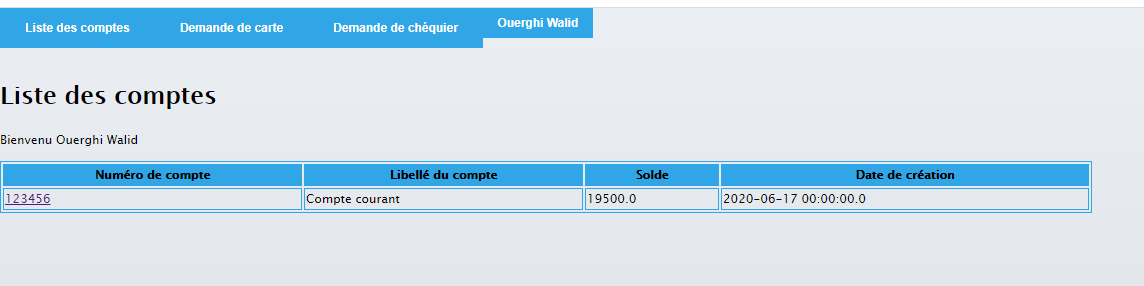 Liste des comptes Demande de carte Demande de chéquier Ouerghi Walid
Liste des comptes
Bienvenu Ouerghi Walid
Numéro de compte Libellé du compte Solde Date de création
123456 Compte courant 19500.0 2020-06-17 00:00:00.0